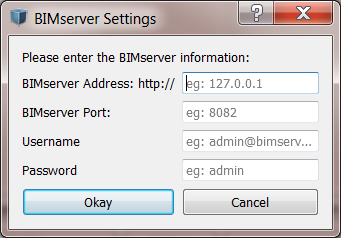 BIMserver Settings
?
Please enter the BIMserver information:
BIMserver Address: http:// eg: 127.0.0.1
BIMserver Port: eg: 8082
Username eg: admin@bimserv...
Password eg: admin
Okay Cancel